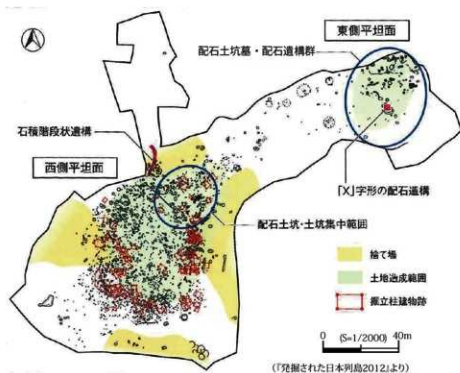 東側平坦面
配石土坑墓・配石遺構群
石積階段状遺構
西側平坦面
「X」字形の配石遺構
配石土坑・土坑集中範囲
捨て場
土地造成範囲
掘立柱建物跡
0 (S=1/2000) 40m
(『発掘された日本列島2012』より)